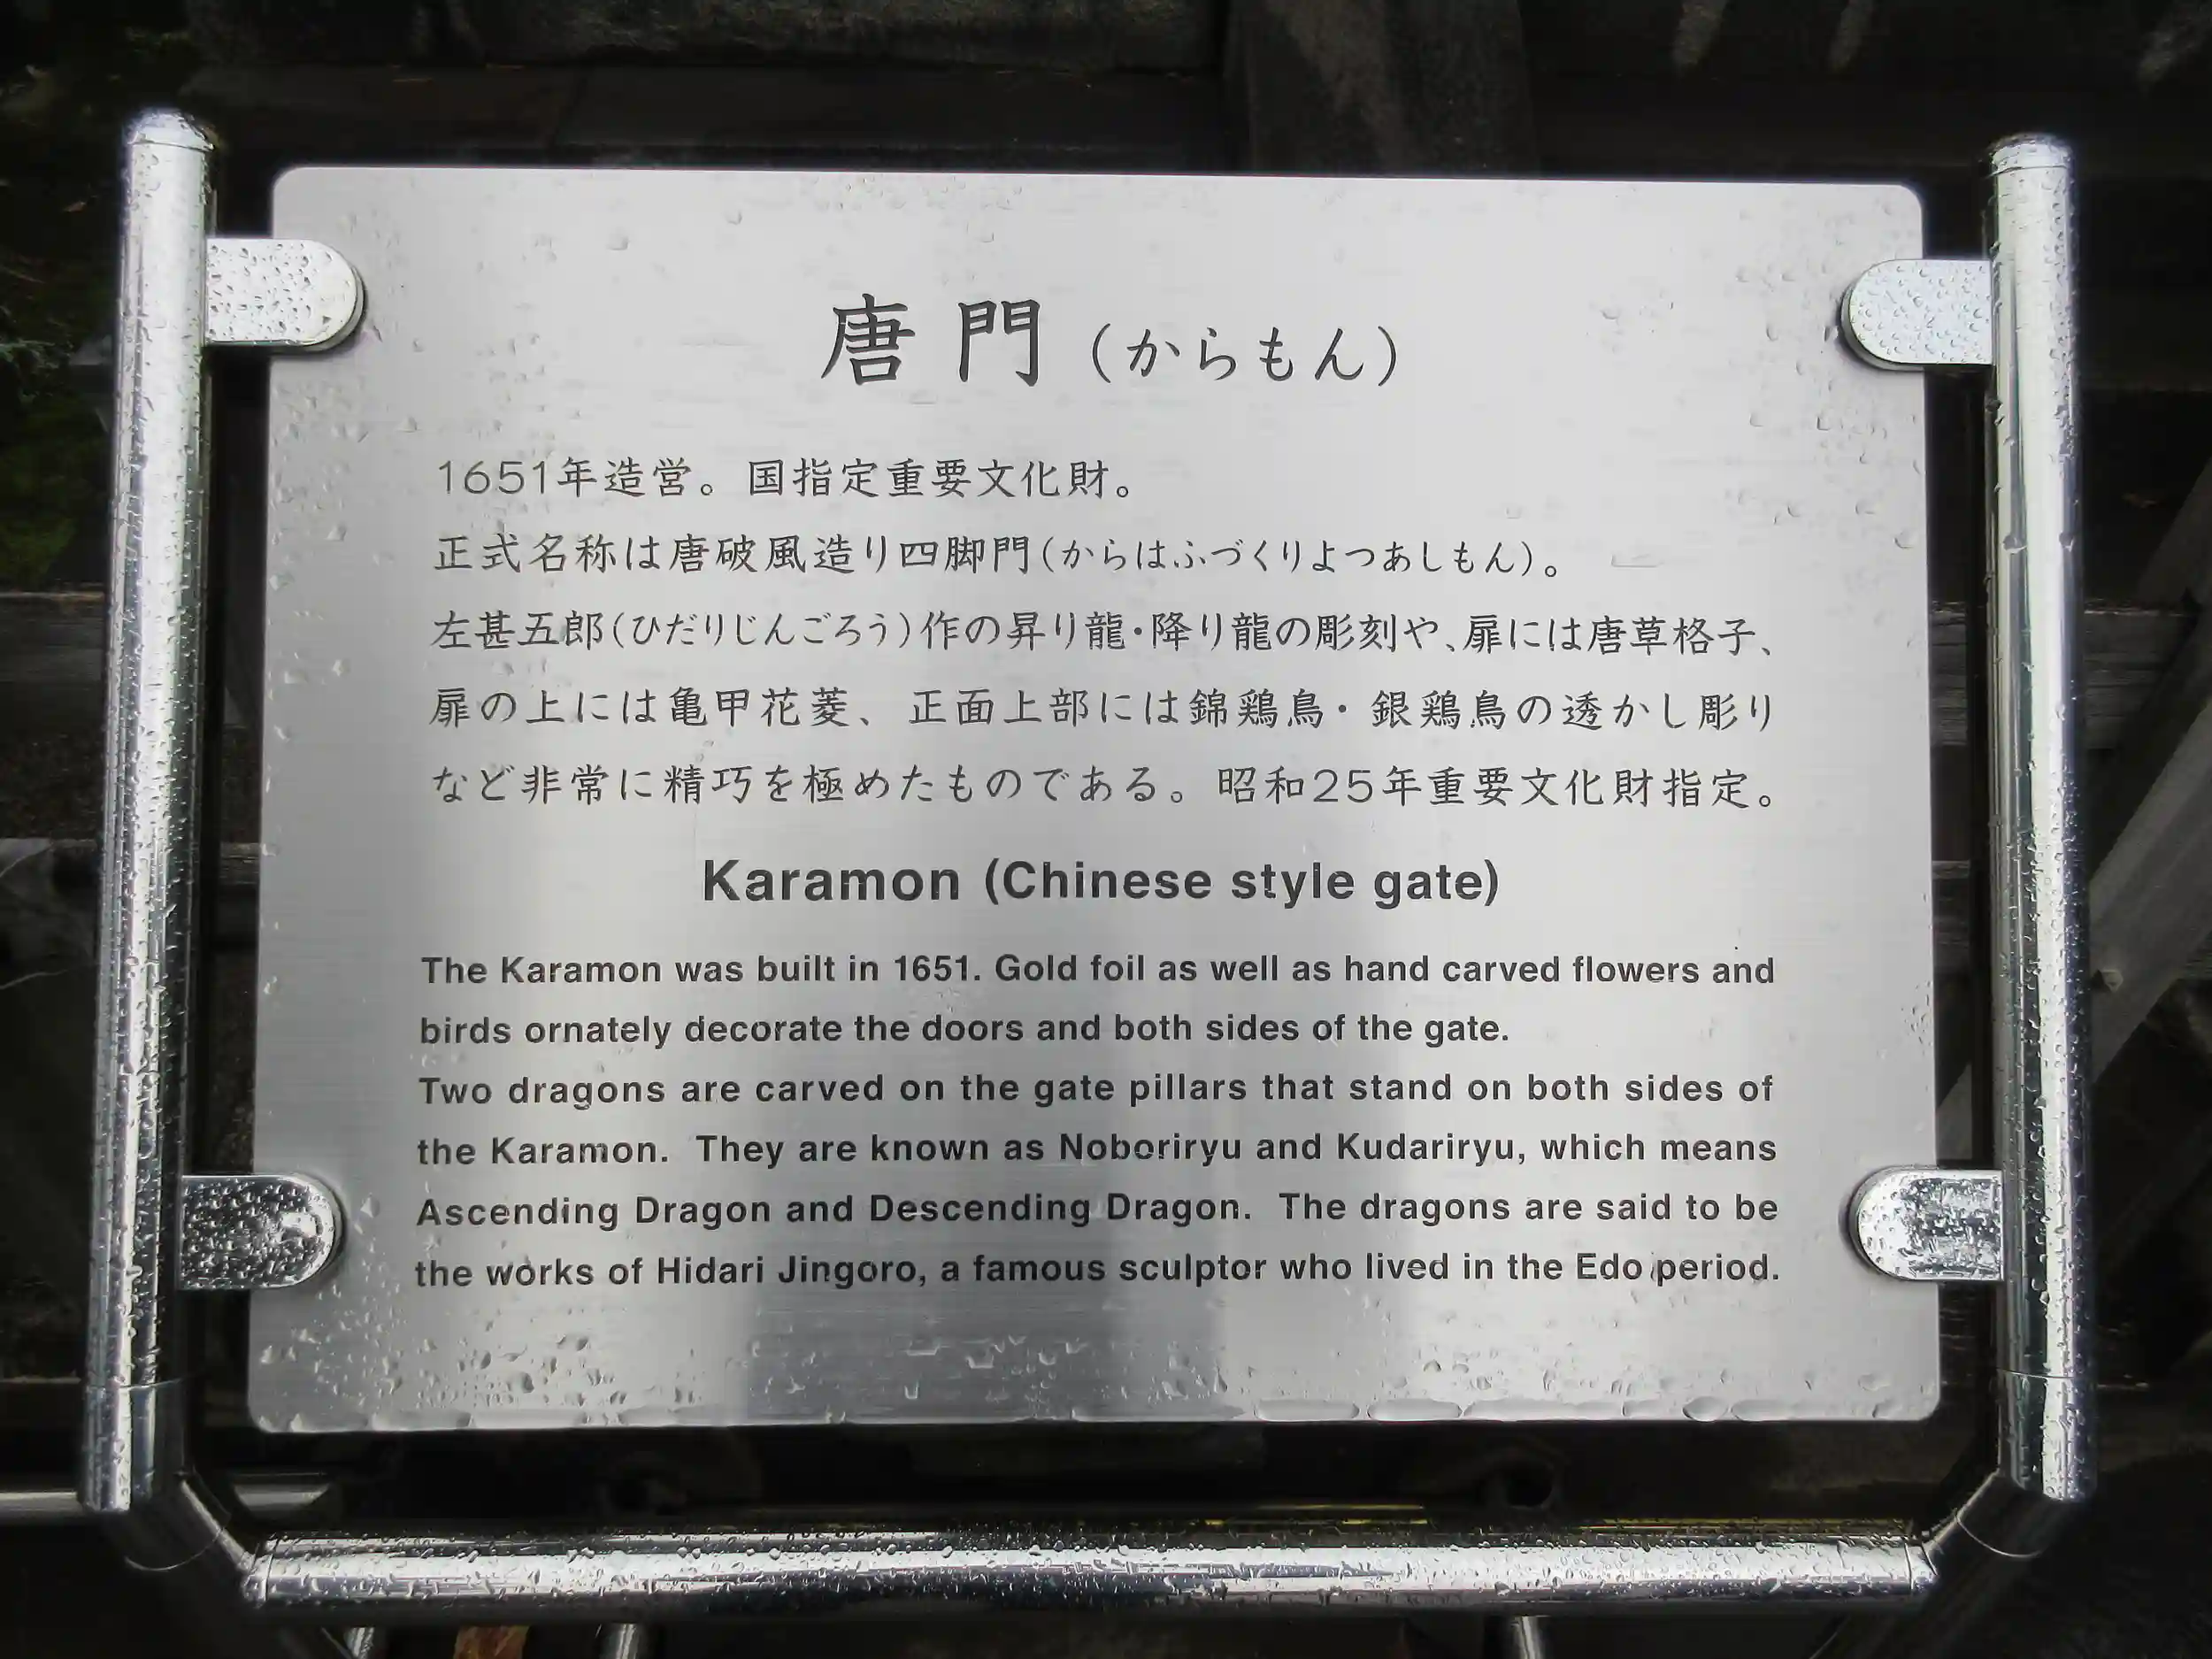 唐門（からもん）
1651年造営。国指定重要文化財。
正式名称は唐破風造り四脚門(からはふづくりよつあしもん)。
左甚五郎(ひだりじんごろう)作の昇り龍・降り龍の彫刻や、扉には唐草格子、
扉の上には亀甲花菱、正面上部には錦鶏鳥・銀鶏鳥の透かし彫り
など非常に精巧を極めたものである。昭和25年重要文化財指定。
Karamon (Chinese style gate)
The Karamon was built in 1651. Gold foil as well as hand carved flowers and
birds ornately decorate the doors and both sides of the gate.
Two dragons are carved on the gate pillars that stand on both sides of
the Karamon. They are known as Noboriryu and Kudariryu, which means
Ascending Dragon and Descending Dragon. The dragons are said to be
the works of Hidari Jingoro, a famous sculptor who lived in the Edo period.